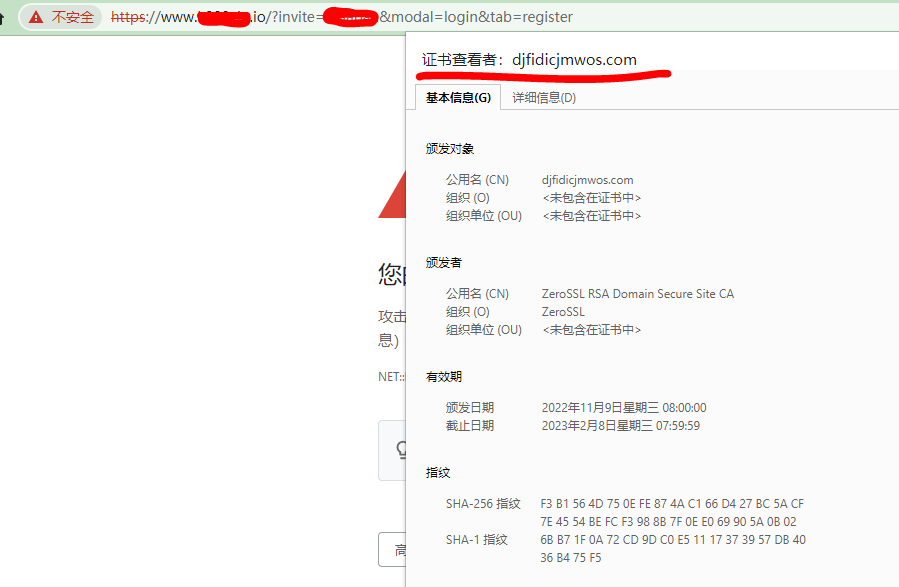 不安全 https://www. .io/?invite= &modal=login&tab=register
证书查看者：djfidicjmwos.com
基本信息(G) 详细信息(D)
颁发对象
公用名 (CN) djfidicjmwos.com
组织 (O) <未包含在证书中>
组织单位 (OU) <未包含在证书中>
颁发者
您
公用名 (CN) ZeroSSL RSA Domain Secure Site CA
攻击
组织 (O) ZeroSSL
组织单位 (OU) <未包含在证书中>
息)
NET::
有效期
颁发日期 2022年11月9日星期三 08:00:00
截止日期 2023年2月8日星期三 07:59:59
指纹
SHA-256 指纹 F3 B1 56 4D 75 0E FE 87 4A C1 66 D4 27 BC 5A CF
7E 45 54 BE FC F3 98 8B 7F 0E E0 69 90 5A 0B 02
SHA-1 指纹 6B B7 1F 0A 72 CD 9D C0 E5 11 17 37 39 57 DB 40
36 B4 75 F5
高